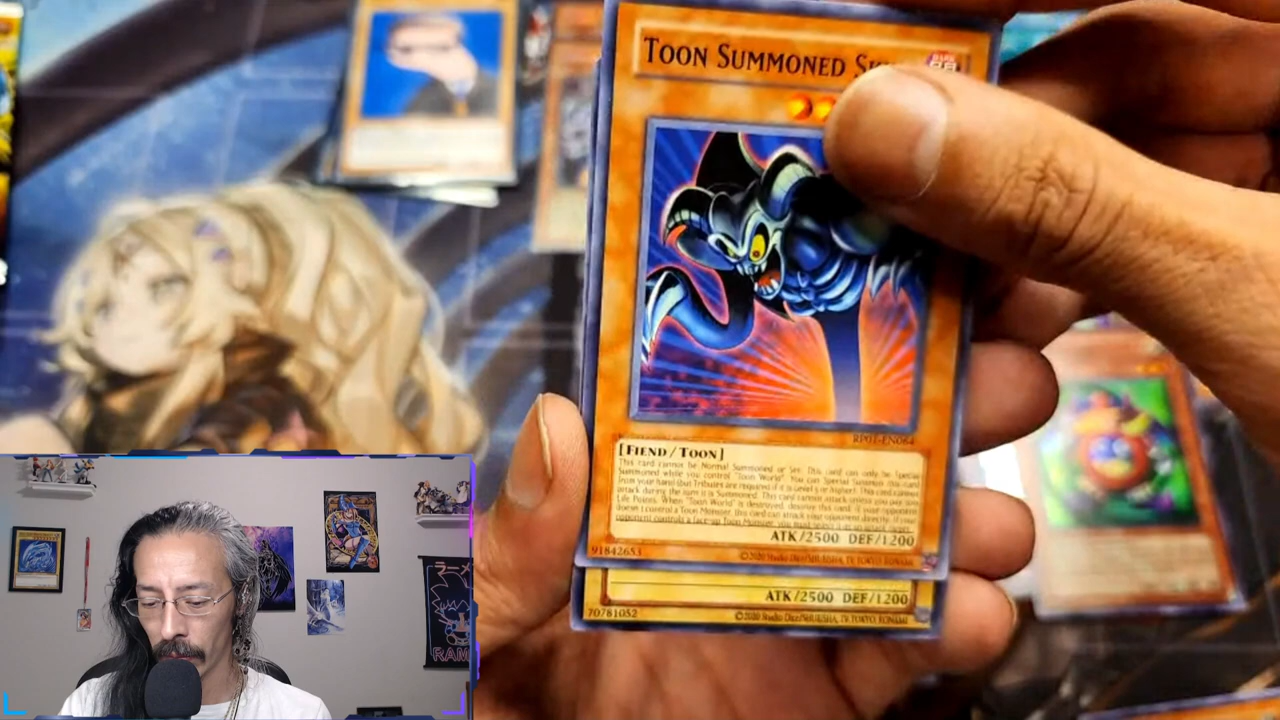 TOON SUMMONED
RP01-EN064
[FIEND/TOON]
This card cannot be Normal Summoned or Set. This card can only be Special
Summoned while you control "Toon World". You can Special Summon this card
from your hand (but Tributes are required if it is Level 5 or higher). This card cannot
attack during the turn it is Summoned. This card cannot attack unless you pay 500
Life Points. When "Toon World" is destroyed, destroy this card. If your opponent
doesn't control a Toon Monster, this card can attack your opponent directly. If your
opponent controls a face-up Toon Monster, you must select it as an attack target.
ATK/2500 DEF/1200
91842653
©2020 Studio Dice/SHUEISHA, TV TOKYO, KONAMI
ATK/2500 DEF/1200
70781052
©2020 Studio Dice/SHUEISHA, TV TOKYO, KONAMI
ラーメ
RAM